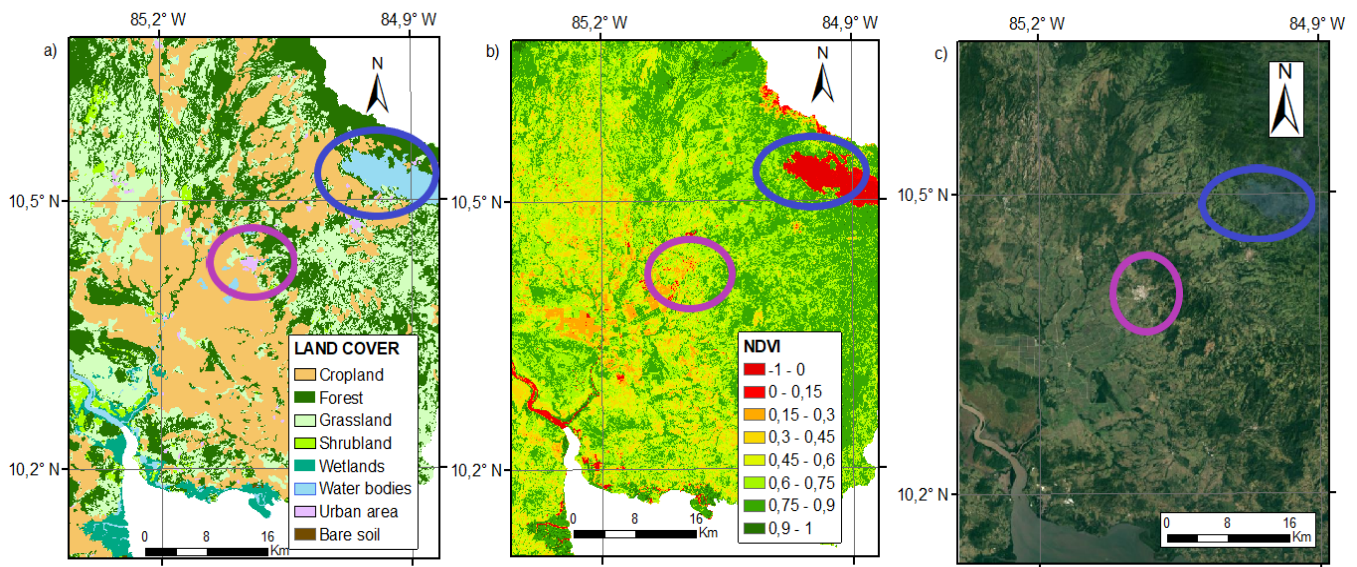 85,2° W
84,9° W
a)
N
10,5° N
10,2° N
LAND COVER
Cropland
Forest
Grassland
Shrubland
Wetlands
Water bodies
Urban area
Bare soil
0 8 16
Km
85,2° W
84,9° W
b)
N
10,5° N
10,2° N
NDVI
-1 - 0
0 - 0,15
0,15 - 0,3
0,3 - 0,45
0,45 - 0,6
0,6 - 0,75
0,75 - 0,9
0,9 - 1
0 8 16
Km
85,2° W
84,9° W
c)
N
10,5° N
10,2° N
0 8 16
Km